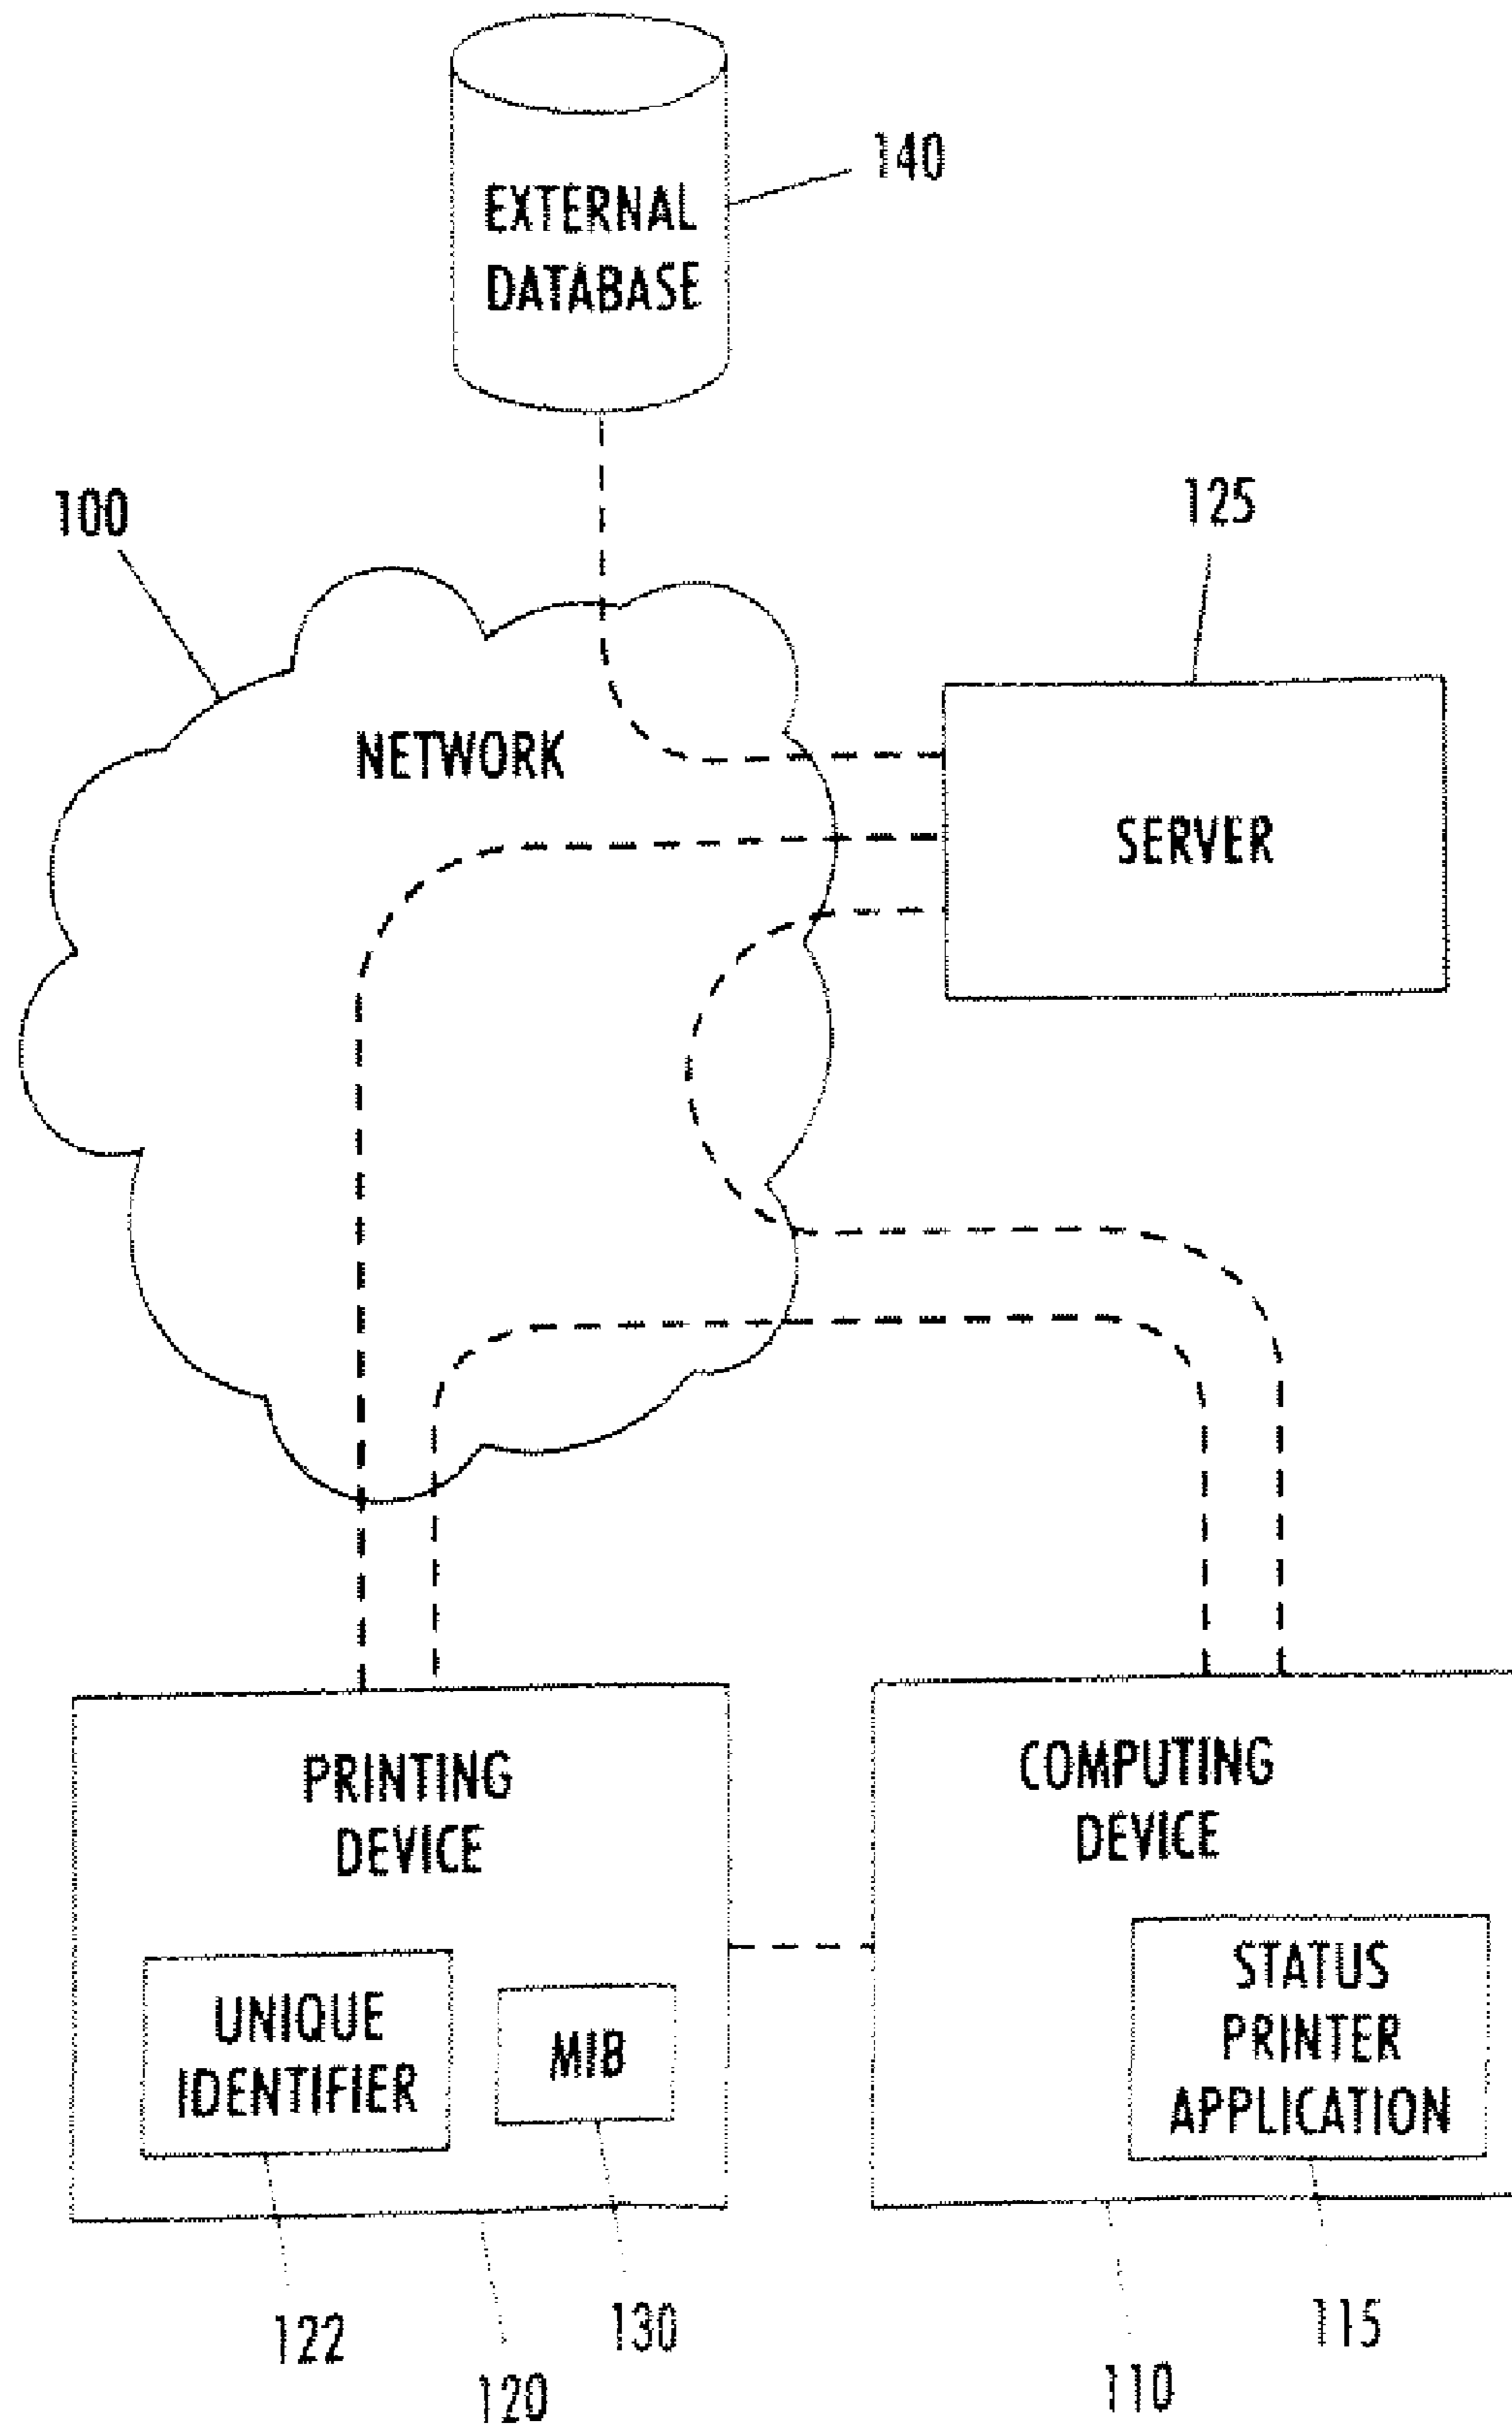 140
EXTERNAL
DATABASE
100
125
NETWORK
SERVER
PRINTING
DEVICE
COMPUTING
DEVICE
UNIQUE
IDENTIFIER
MIB
STATUS
PRINTER
APPLICATION
122
120
130
110
115